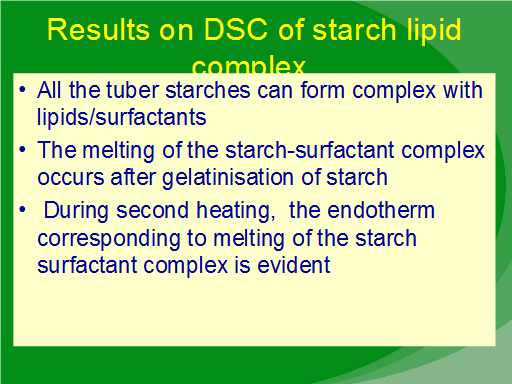 Results on DSC of starch lipid
complex
• All the tuber starches can form complex with
lipids/surfactants
• The melting of the starch-surfactant complex
occurs after gelatinisation of starch
• During second heating, the endotherm
corresponding to melting of the starch
surfactant complex is evident